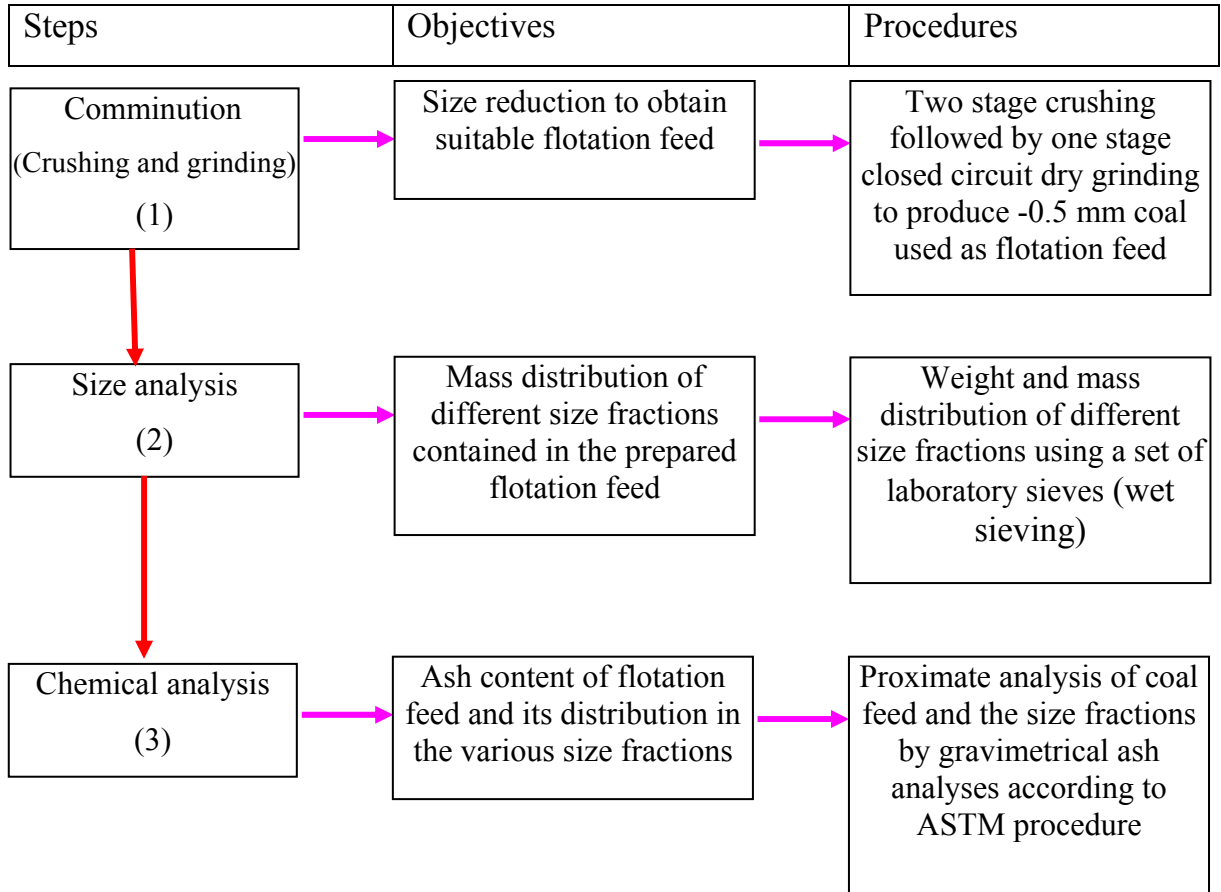 Steps
Objectives
Procedures
Comminution
(Crushing and grinding)
(1)
Size reduction to obtain
suitable flotation feed
Two stage crushing
followed by one stage
closed circuit dry grinding
to produce -0.5 mm coal
used as flotation feed
Size analysis
(2)
Mass distribution of
different size fractions
contained in the prepared
flotation feed
Weight and mass
distribution of different
size fractions using a set of
laboratory sieves (wet
sieving)
Chemical analysis
(3)
Ash content of flotation
feed and its distribution in
the various size fractions
Proximate analysis of coal
feed and the size fractions
by gravimetrical ash
analyses according to
ASTM procedure